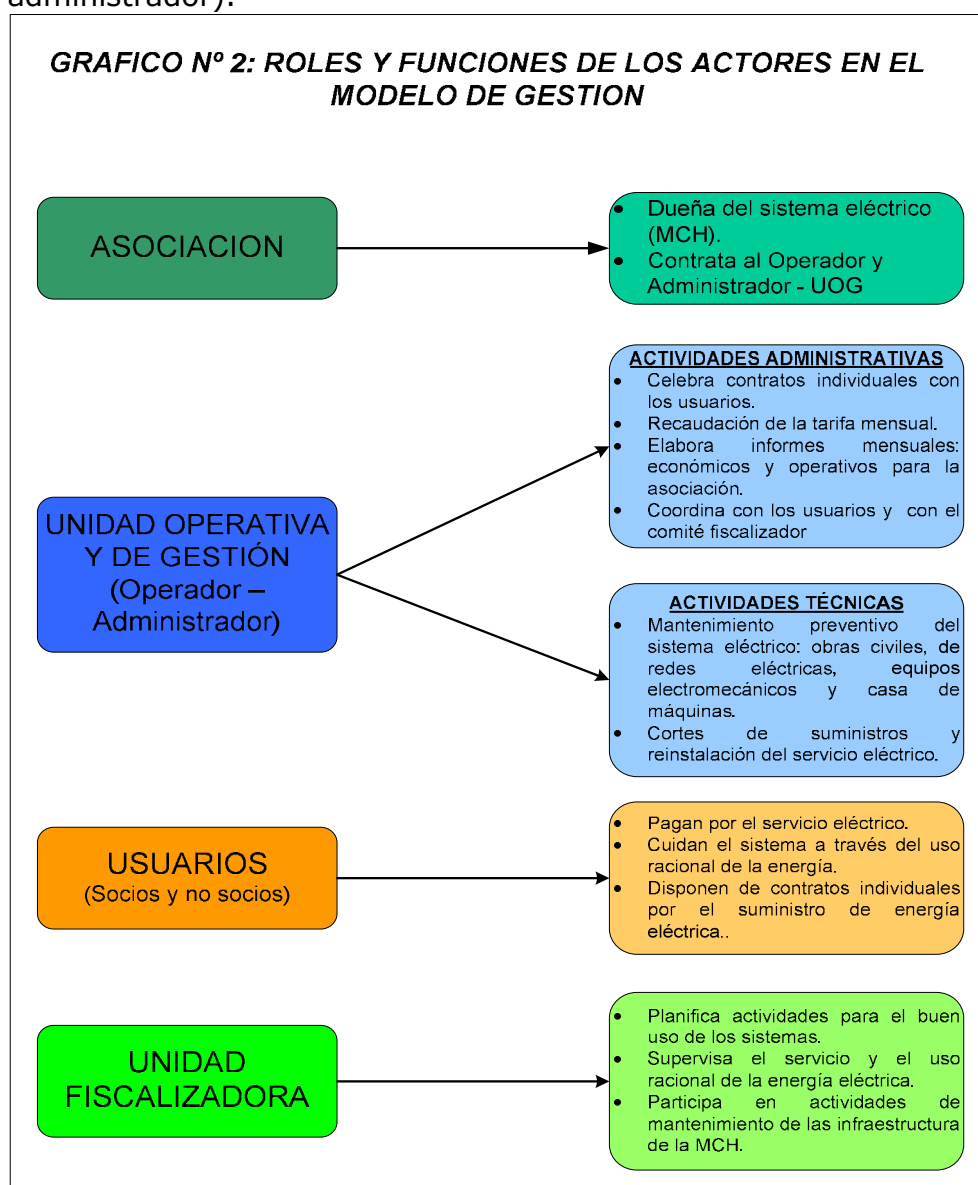 administrador).
GRAFICO Nº 2: ROLES Y FUNCIONES DE LOS ACTORES EN EL
MODELO DE GESTION
ASOCIACION
• Dueña del sistema eléctrico
(MCH).
• Contrata al Operador y
Administrador - UOG
UNIDAD OPERATIVA
Y DE GESTIÓN
(Operador –
Administrador)
ACTIVIDADES ADMINISTRATIVAS
• Celebra contratos individuales con
los usuarios.
• Recaudación de la tarifa mensual.
• Elabora informes mensuales:
económicos y operativos para la
asociación.
• Coordina con los usuarios y con el
comité fiscalizador
ACTIVIDADES TÉCNICAS
• Mantenimiento preventivo del
sistema eléctrico: obras civiles, de
redes eléctricas, equipos
electromecánicos y casa de
máquinas.
• Cortes de suministros y
reinstalación del servicio eléctrico.
USUARIOS
(Socios y no socios)
• Pagan por el servicio eléctrico.
• Cuidan el sistema a través del uso
racional de la energía.
• Disponen de contratos individuales
por el suministro de energía
eléctrica..
UNIDAD
FISCALIZADORA
• Planifica actividades para el buen
uso de los sistemas.
• Supervisa el servicio y el uso
racional de la energía eléctrica.
• Participa en actividades de
mantenimiento de las infraestructura
de la MCH.